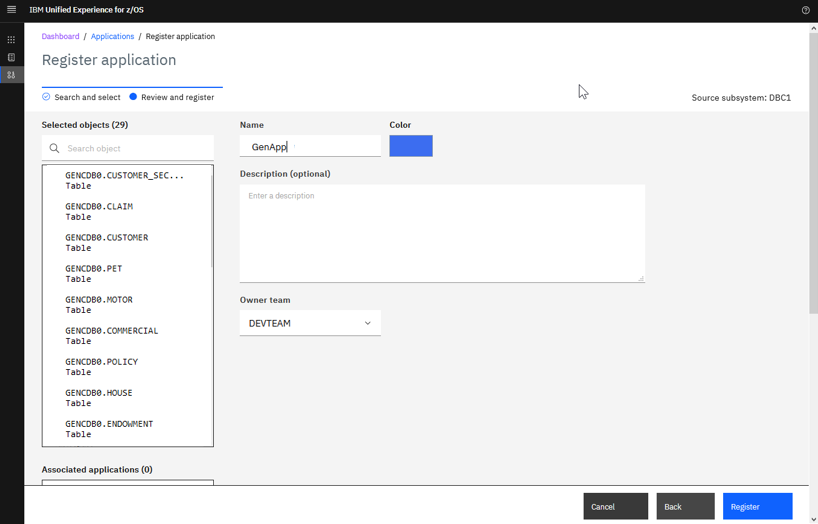 IBM Unified Experience for z/OS
Dashboard / Applications / Register application
Register application
Search and select
Review and register
Source subsystem: DBC1
Selected objects (29)
Search object
GENCDB0.CUSTOMER_SEC...
Table
GENCDB0.CLAIM
Table
GENCDB0.CUSTOMER
Table
GENCDB0.PET
Table
GENCDB0.MOTOR
Table
GENCDB0.COMMERCIAL
Table
GENCDB0.POLICY
Table
GENCDB0.HOUSE
Table
GENCDB0.ENDOWMENT
Table
Associated applications (0)
Name
GenApp
Color
Description (optional)
Enter a description
Owner team
DEVTEAM
Cancel
Back
Register